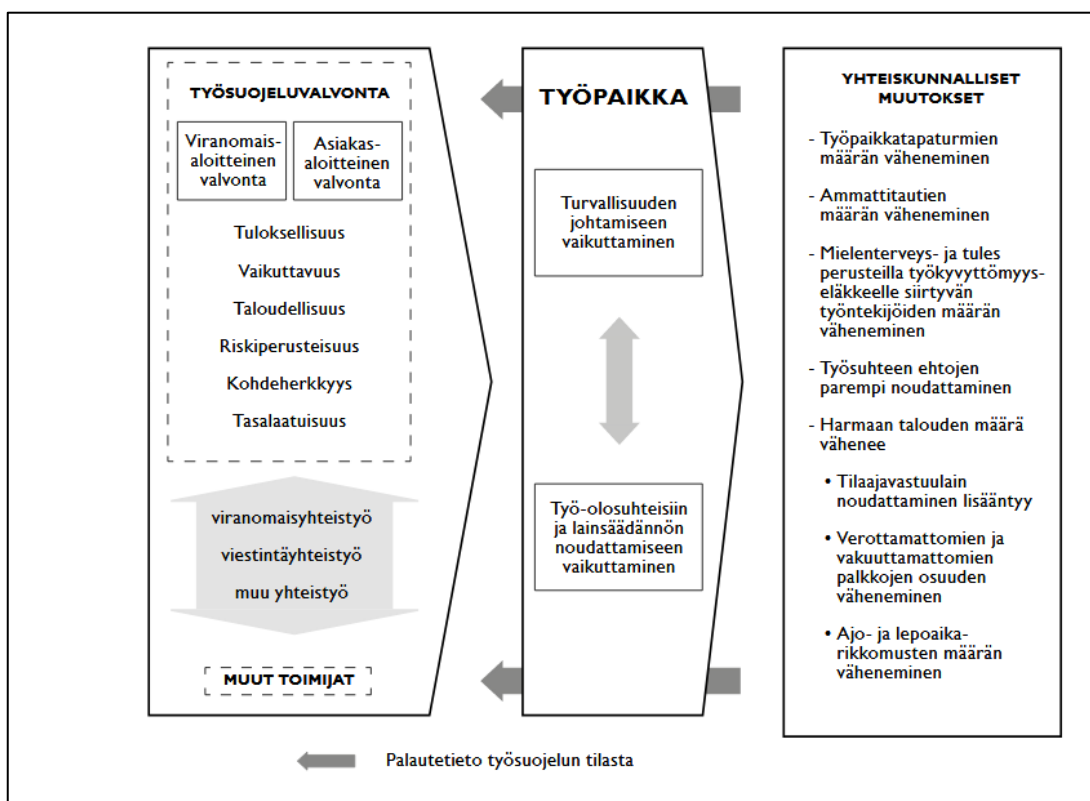 TYÖSUOJELUVALVONTA
Viranomais-
aloitteinen
valvonta
Asiakas-
aloitteinen
valvonta
Tuloksellisuus
Vaikuttavuus
Taloudellisuus
Riskiperusteisuus
Kohdeherkkyys
Tasalaatuisuus
viranomaisyhteistyö
viestintäyhteistyö
muu yhteistyö
MUUT TOIMIJAT
TYÖPAIKKA
Turvallisuuden
johtamiseen
vaikuttaminen
Työ-olosuhteisiin
ja lainsäädännön
noudattamiseen
vaikuttaminen
YHTEISKUNNALLISET
MUUTOKSET
- Työpaikkatapaturmien
määrän väheneminen
- Ammattitautien
määrän väheneminen
- Mielenterveys- ja tules
perusteilla työkyvyttömyys-
eläkkeelle siirtyvän
työntekijöiden määrän
väheneminen
- Työsuhteen ehtojen
parempi noudattaminen
- Harmaan talouden määrä
vähenee
• Tilaajavastuulain
noudattaminen lisääntyy
• Verottamattomien ja
vakuuttamattomien
palkkojen osuuden
väheneminen
• Ajo- ja lepoaika-
rikkomusten määrän
väheneminen
Palautetieto työsuojelun tilasta